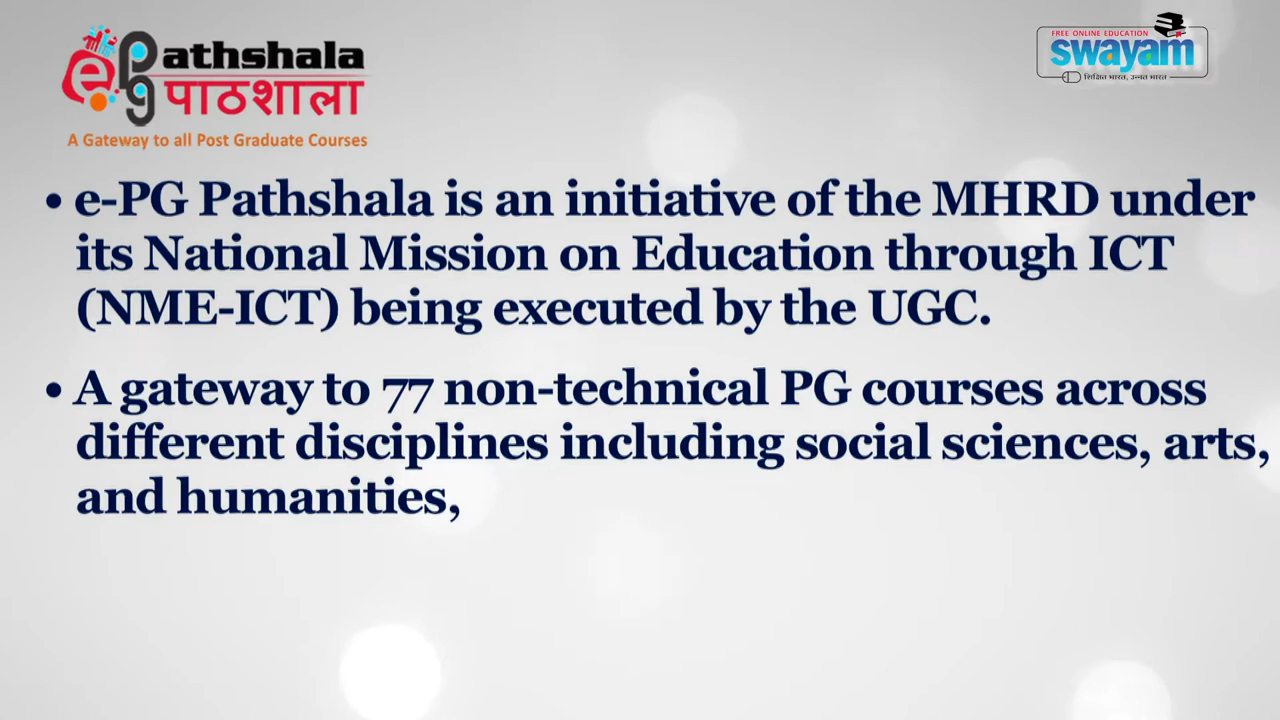 ePG Pathshala
पाठशाला
A Gateway to all Post Graduate Courses
FREE ONLINE EDUCATION
swayam
शिक्षित भारत, उन्नत भारत
• e-PG Pathshala is an initiative of the MHRD under
its National Mission on Education through ICT
(NME-ICT) being executed by the UGC.
• A gateway to 77 non-technical PG courses across
different disciplines including social sciences, arts,
and humanities,